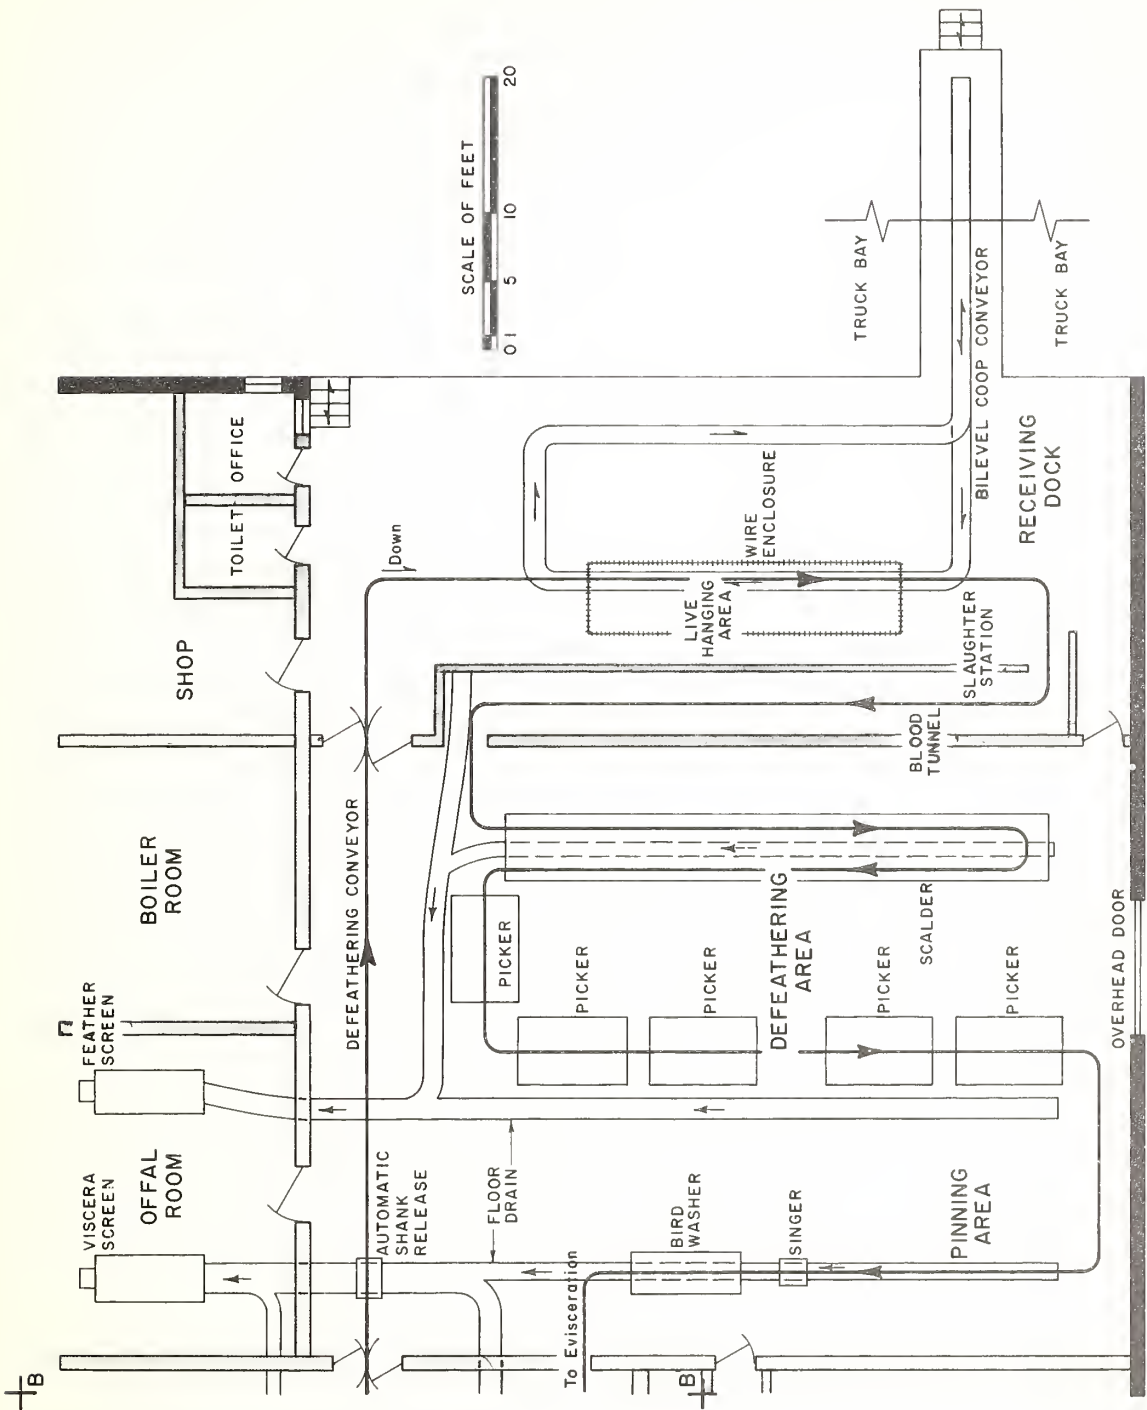 SCALE OF FEET
0 1 5 10 20
TRUCK BAY
TRUCK BAY
BILEVEL COOP CONVEYOR
RECEIVING
DOCK
OFFICE
TOILET
Down
WIRE
ENCLOSURE
LIVE
HANGING
AREA
SLAUGHTER
STATION
BLOOD
TUNNEL
SHOP
BOILER
ROOM
DEFEATHERING CONVEYOR
FEATHER
SCREEN
VISCERA
SCREEN
OFFAL
ROOM
PICKER
PICKER
PICKER
PICKER
PICKER
DEFEATHERING
AREA
SCALDER
OVERHEAD DOOR
AUTOMATIC
SHANK
RELEASE
FLOOR
DRAIN
BIRD
WASHER
SINGER
PINNING
AREA
To Evisceration
B
B